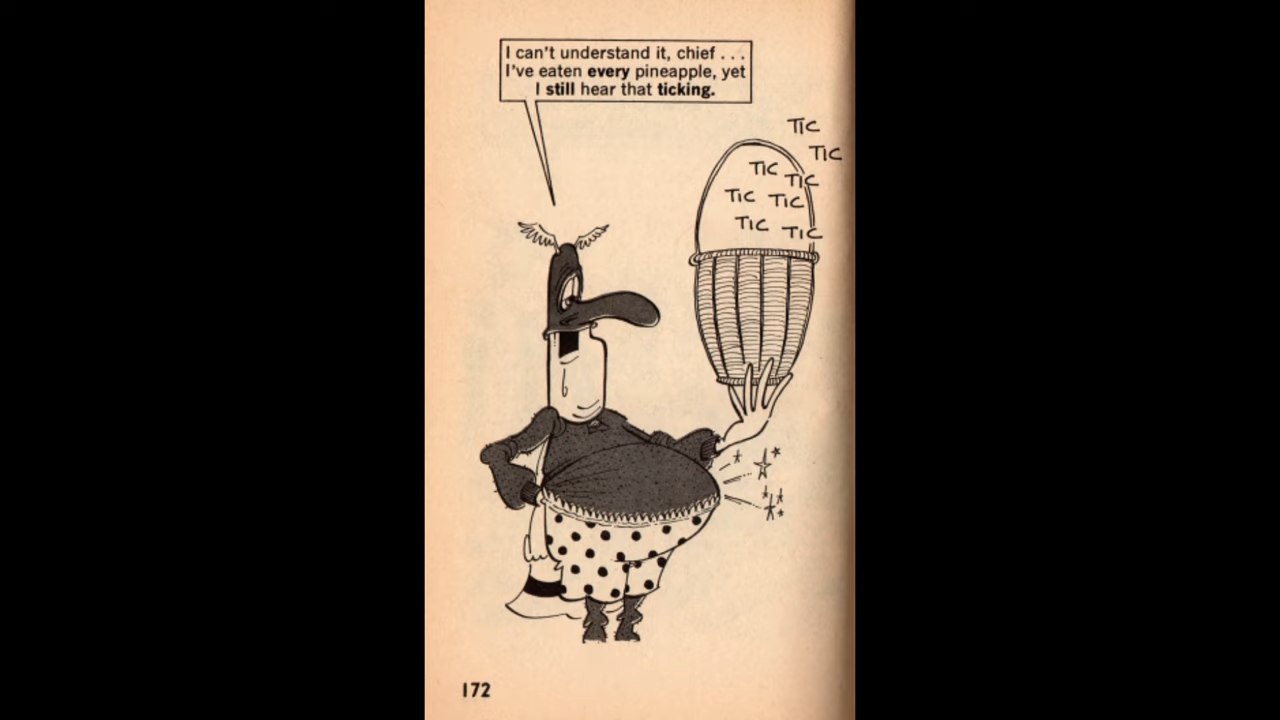 I can't understand it, chief . . .
I've eaten every pineapple, yet
I still hear that ticking.
TIC
TIC
TIC
TIC
TIC
TIC
TIC
TIC
172